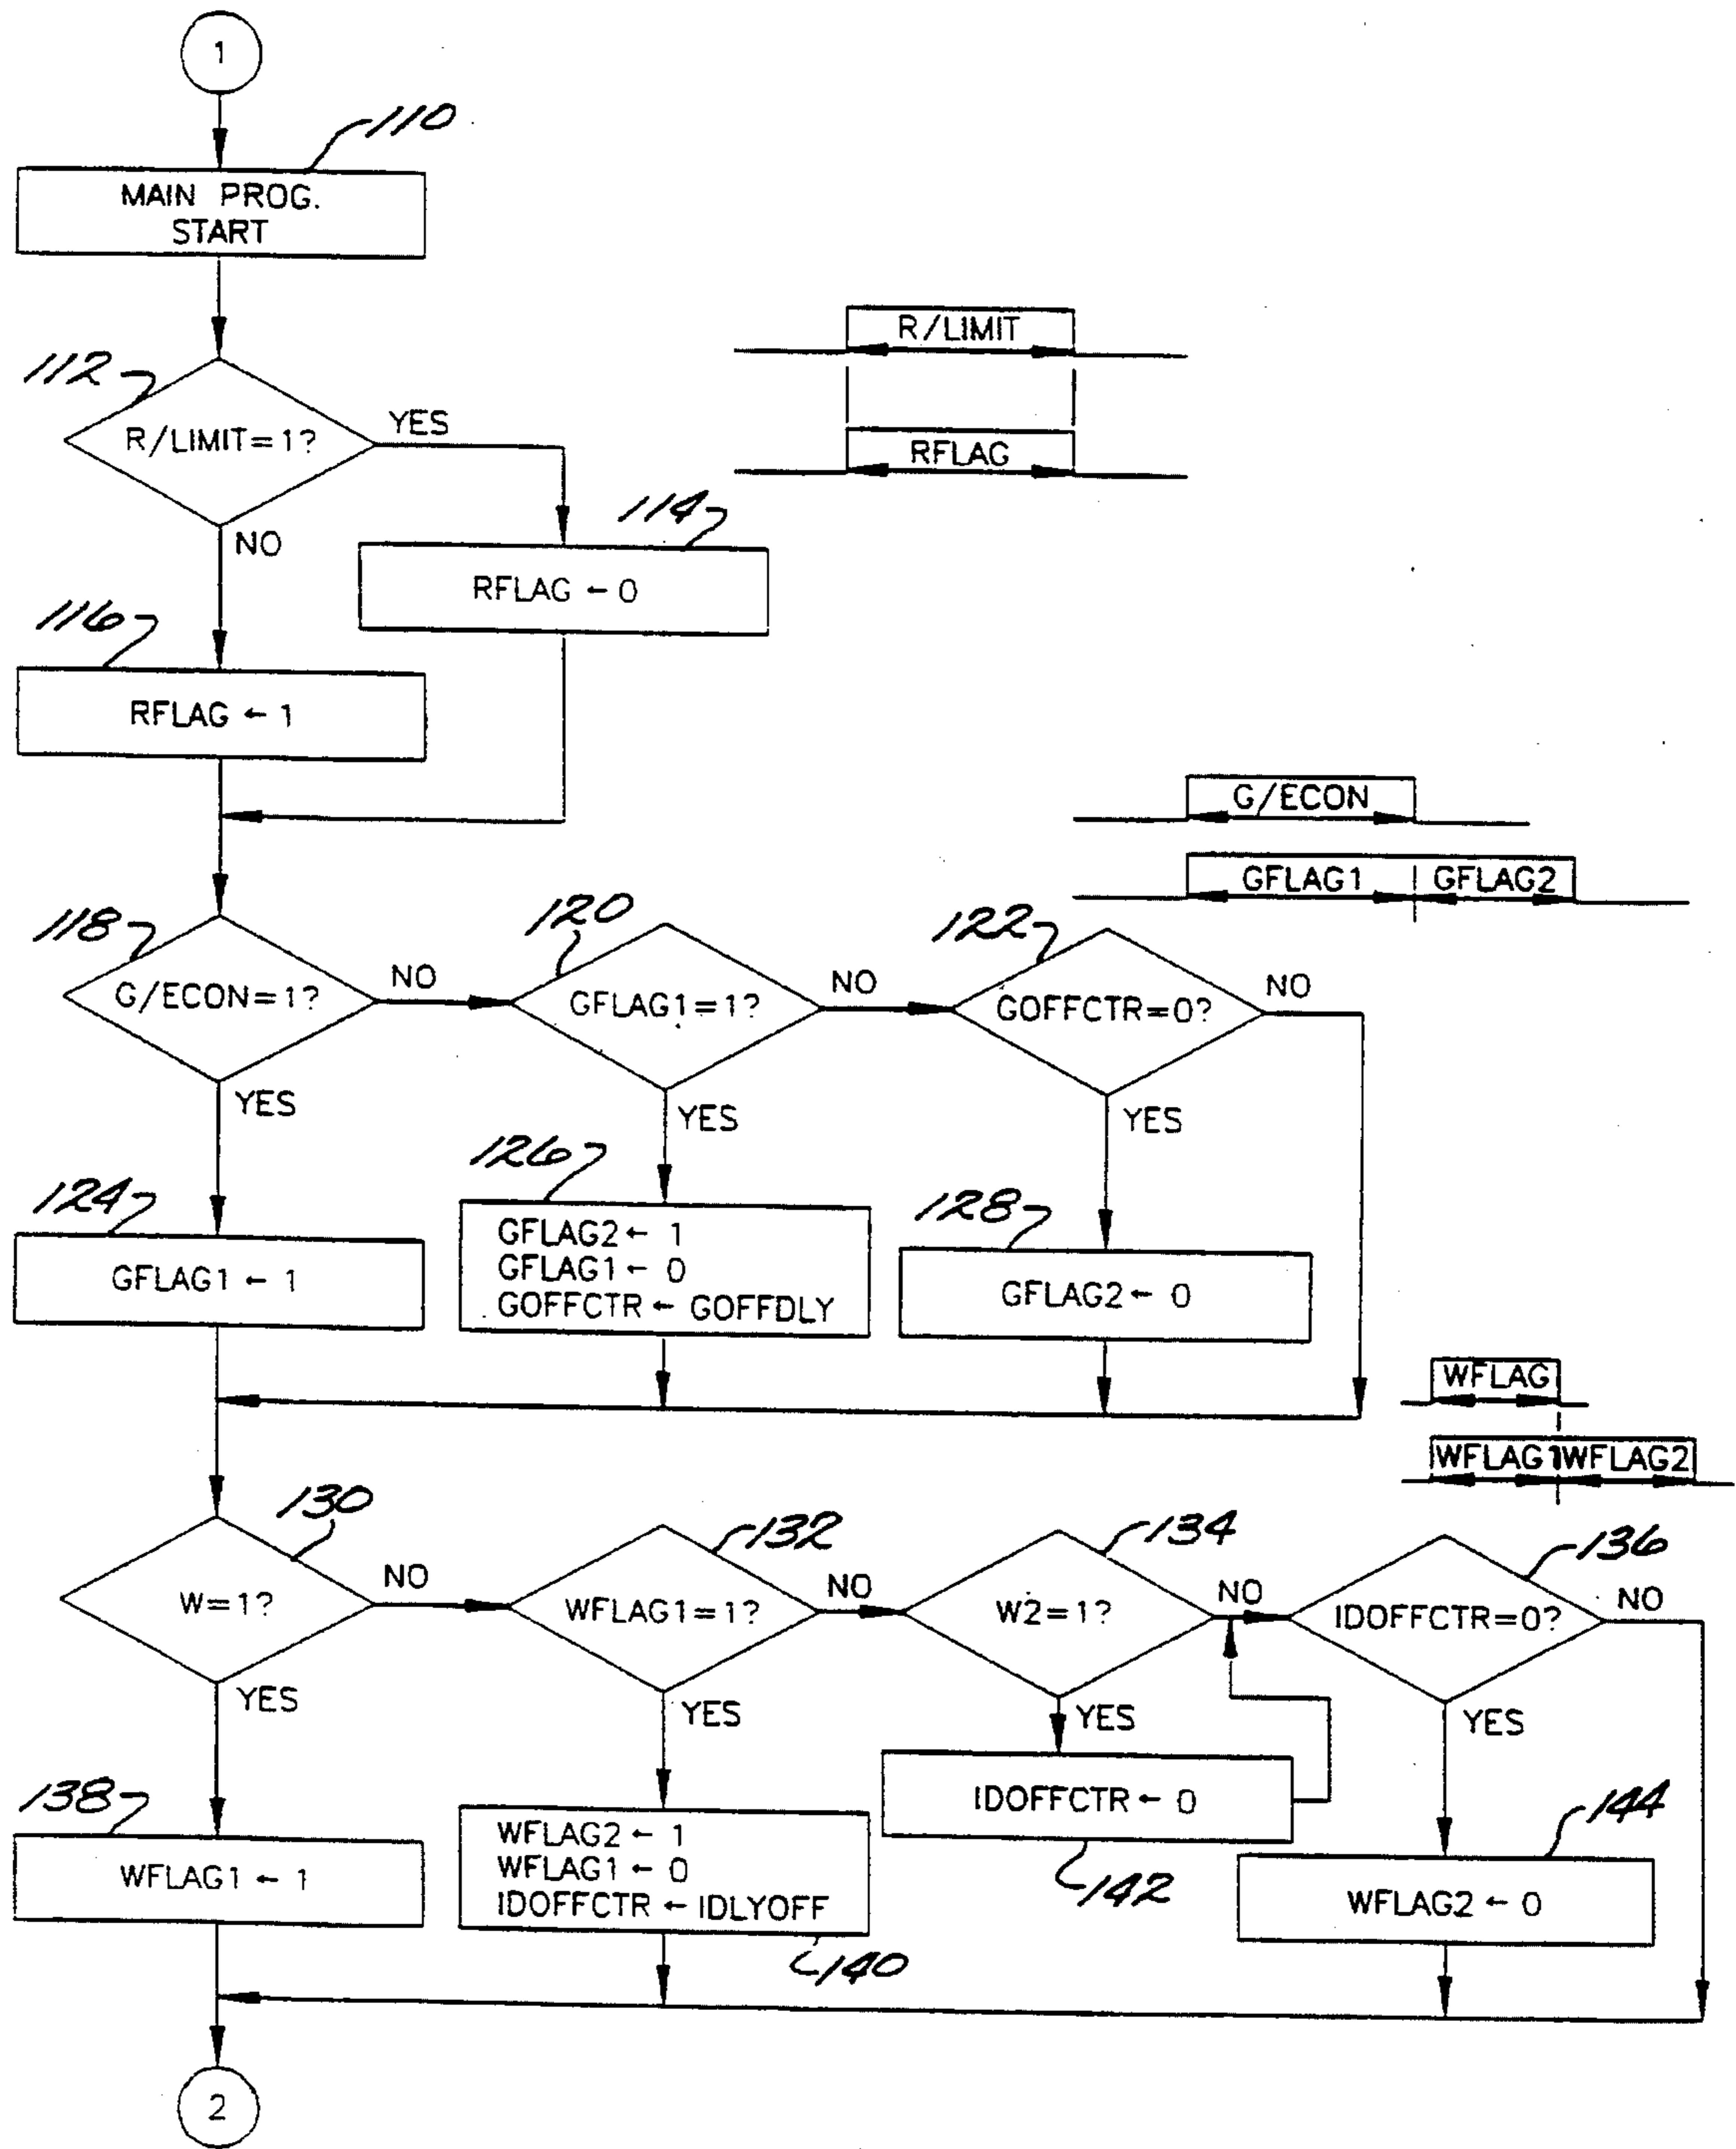 1
110
MAIN PROG.
START
R/LIMIT
112
R/LIMIT=1?
YES
RFLAG
NO
114
RFLAG ← 0
116
RFLAG ← 1
G/ECON
GFLAG1 GFLAG2
118
G/ECON=1?
NO
120
GFLAG1=1?
NO
122
GOFFCTR=0?
NO
YES
YES
YES
124
GFLAG1 ← 1
126
GFLAG2 ← 1
GFLAG1 ← 0
GOFFCTR ← GOFFDLY
128
GFLAG2 ← 0
WFLAG
WFLAG1 WFLAG2
130
W=1?
NO
132
WFLAG1=1?
NO
134
W2=1?
NO
136
IDOFFCTR=0?
NO
YES
YES
YES
YES
138
WFLAG1 ← 1
WFLAG2 ← 1
WFLAG1 ← 0
IDOFFCTR ← IDLYOFF
140
IDOFFCTR ← 0
142
144
WFLAG2 ← 0
2